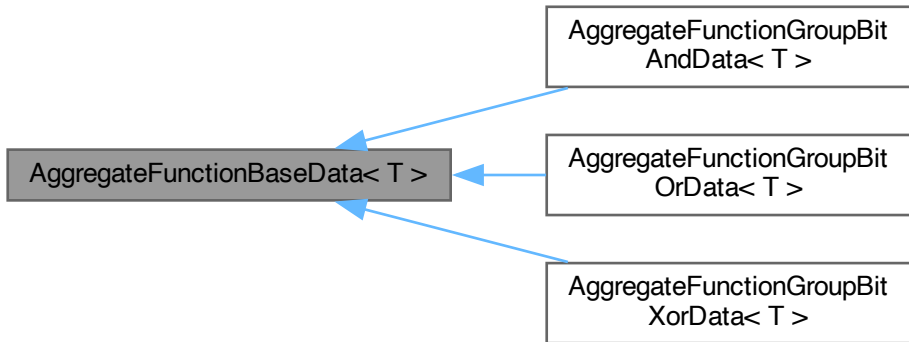 AggregateFunctionGroupBit
AndData< T >
AggregateFunctionBaseData< T >
AggregateFunctionGroupBit
OrData< T >
AggregateFunctionGroupBit
XorData< T >